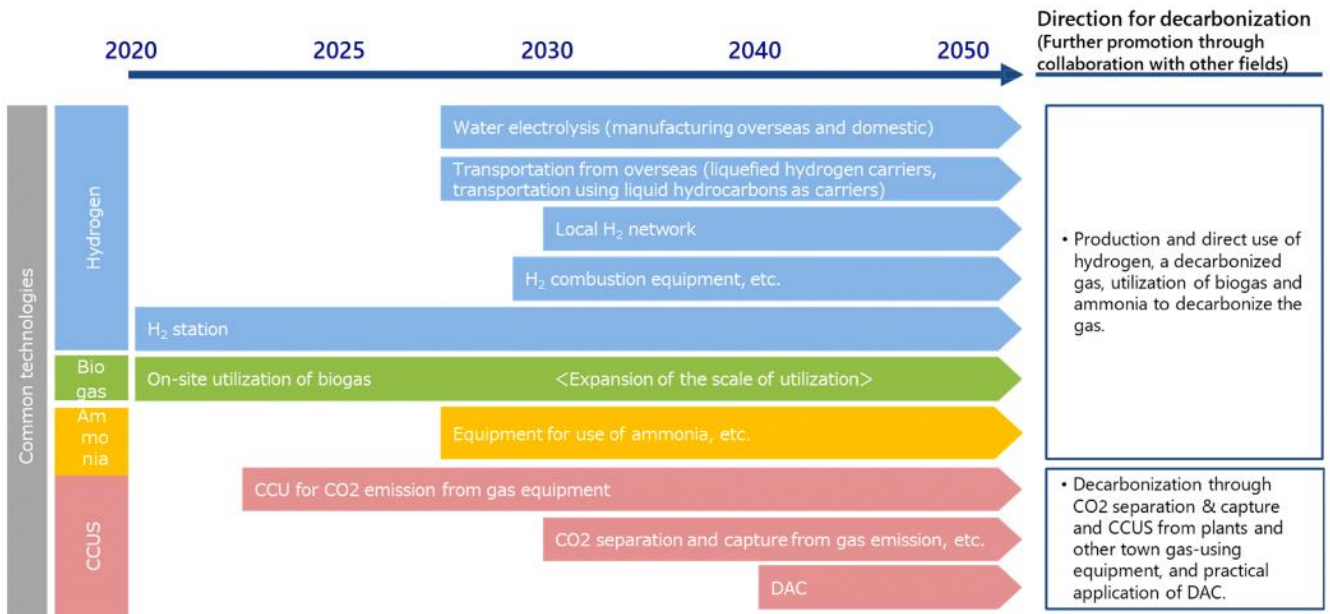 2020 2025 2030 2040 2050
Direction for decarbonization
(Further promotion through
collaboration with other fields)
Common technologies
Hydrogen
Water electrolysis (manufacturing overseas and domestic)
Transportation from overseas (liquefied hydrogen carriers,
transportation using liquid hydrocarbons as carriers)
Local H₂ network
H₂ combustion equipment, etc.
H₂ station
Bio
gas
On-site utilization of biogas <Expansion of the scale of utilization>
Am
mo
nia
Equipment for use of ammonia, etc.
• Production and direct use of
hydrogen, a decarbonized
gas, utilization of biogas and
ammonia to decarbonize the
gas.
CCUS
CCU for CO2 emission from gas equipment
CO2 separation and capture from gas emission, etc.
DAC
• Decarbonization through
CO2 separation & capture
and CCUS from plants and
other town gas-using
equipment, and practical
application of DAC.